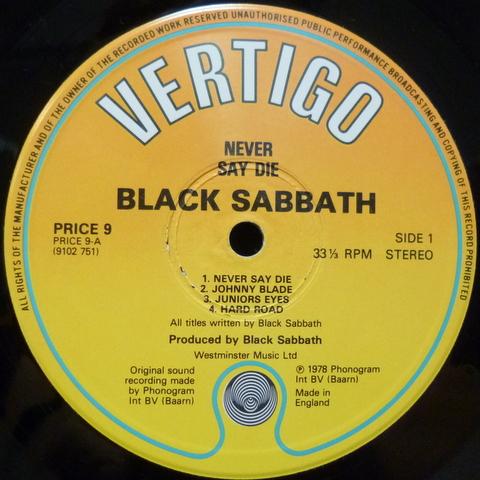 ALL RIGHTS OF THE MANUFACTURER AND OF THE OWNER OF THE RECORDED WORK RESERVED UNAUTHORISED PUBLIC PERFORMANCE BROADCASTING AND COPYING OF THIS RECORD PROHIBITED
VERTIGO
NEVER
SAY DIE
BLACK SABBATH
PRICE 9
PRICE 9-A
(9102 751)
33⅓ RPM
SIDE 1
STEREO
1. NEVER SAY DIE
2. JOHNNY BLADE
3. JUNIORS EYES
4. HARD ROAD
All titles written by Black Sabbath
Produced by Black Sabbath
Westminster Music Ltd
Original sound
recording made
by Phonogram
Int BV (Baarn)
℗ 1978 Phonogram
Int BV (Baarn)
Made in
England